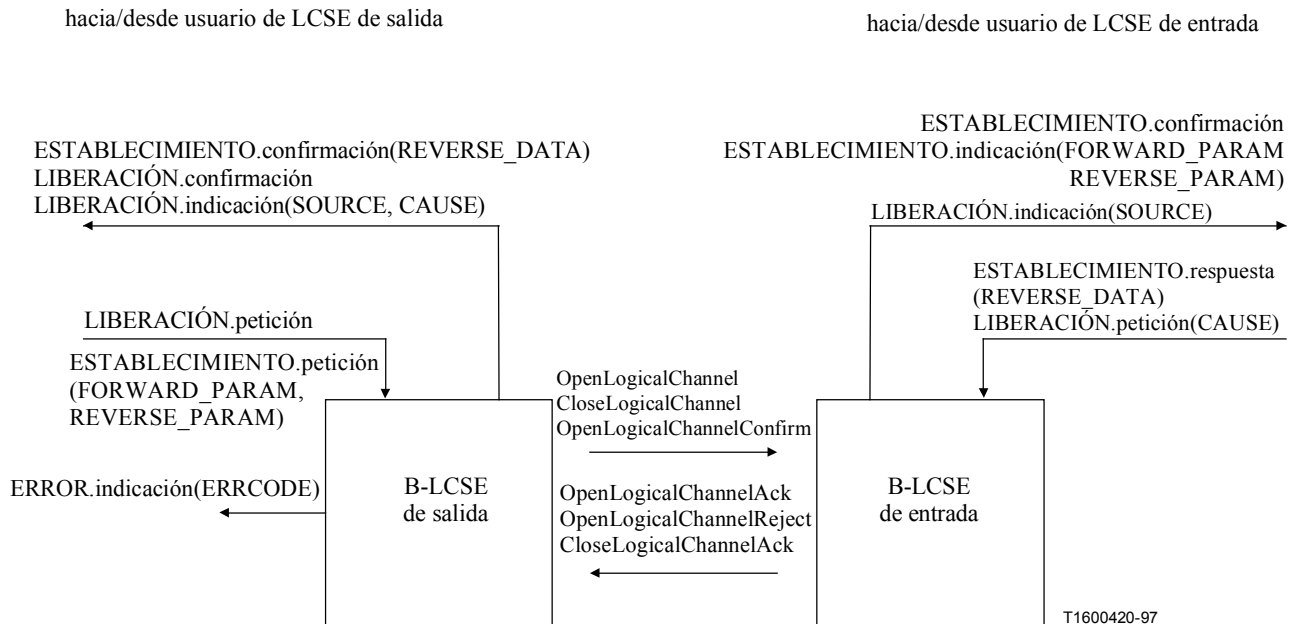 hacia/desde usuario de LCSE de salida
hacia/desde usuario de LCSE de entrada
ESTABLECIMIENTO.confirmación(REVERSE_DATA)
LIBERACIÓN.confirmación
LIBERACIÓN.indicación(SOURCE, CAUSE)
ESTABLECIMIENTO.confirmación
ESTABLECIMIENTO.indicación(FORWARD_PARAM
REVERSE_PARAM)
LIBERACIÓN.indicación(SOURCE)
LIBERACIÓN.petición
ESTABLECIMIENTO.petición
(FORWARD_PARAM,
REVERSE_PARAM)
ESTABLECIMIENTO.respuesta
(REVERSE_DATA)
LIBERACIÓN.petición(CAUSE)
OpenLogicalChannel
CloseLogicalChannel
OpenLogicalChannelConfirm
ERROR.indicación(ERRCODE)
B-LCSE
de salida
OpenLogicalChannelAck
OpenLogicalChannelReject
CloseLogicalChannelAck
B-LCSE
de entrada
T1600420-97